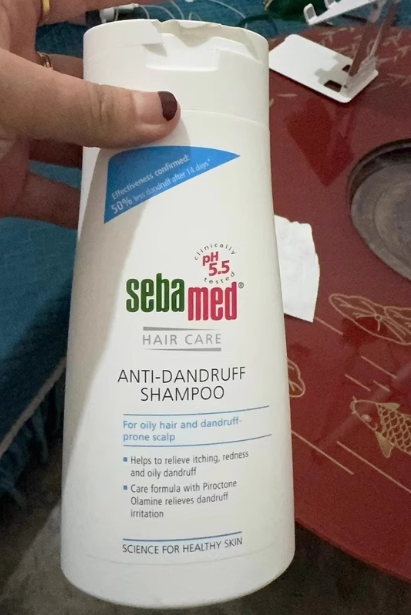 Effectiveness confirmed:
50% less dandruff after 14 days*
clinically
pH
5.5
tested
sebamed®
HAIR CARE
ANTI-DANDRUFF
SHAMPOO
For oily hair and dandruff-
prone scalp
▪ Helps to relieve itching, redness
and oily dandruff
▪ Care formula with Piroctone
Olamine relieves dandruff
irritation
SCIENCE FOR HEALTHY SKIN